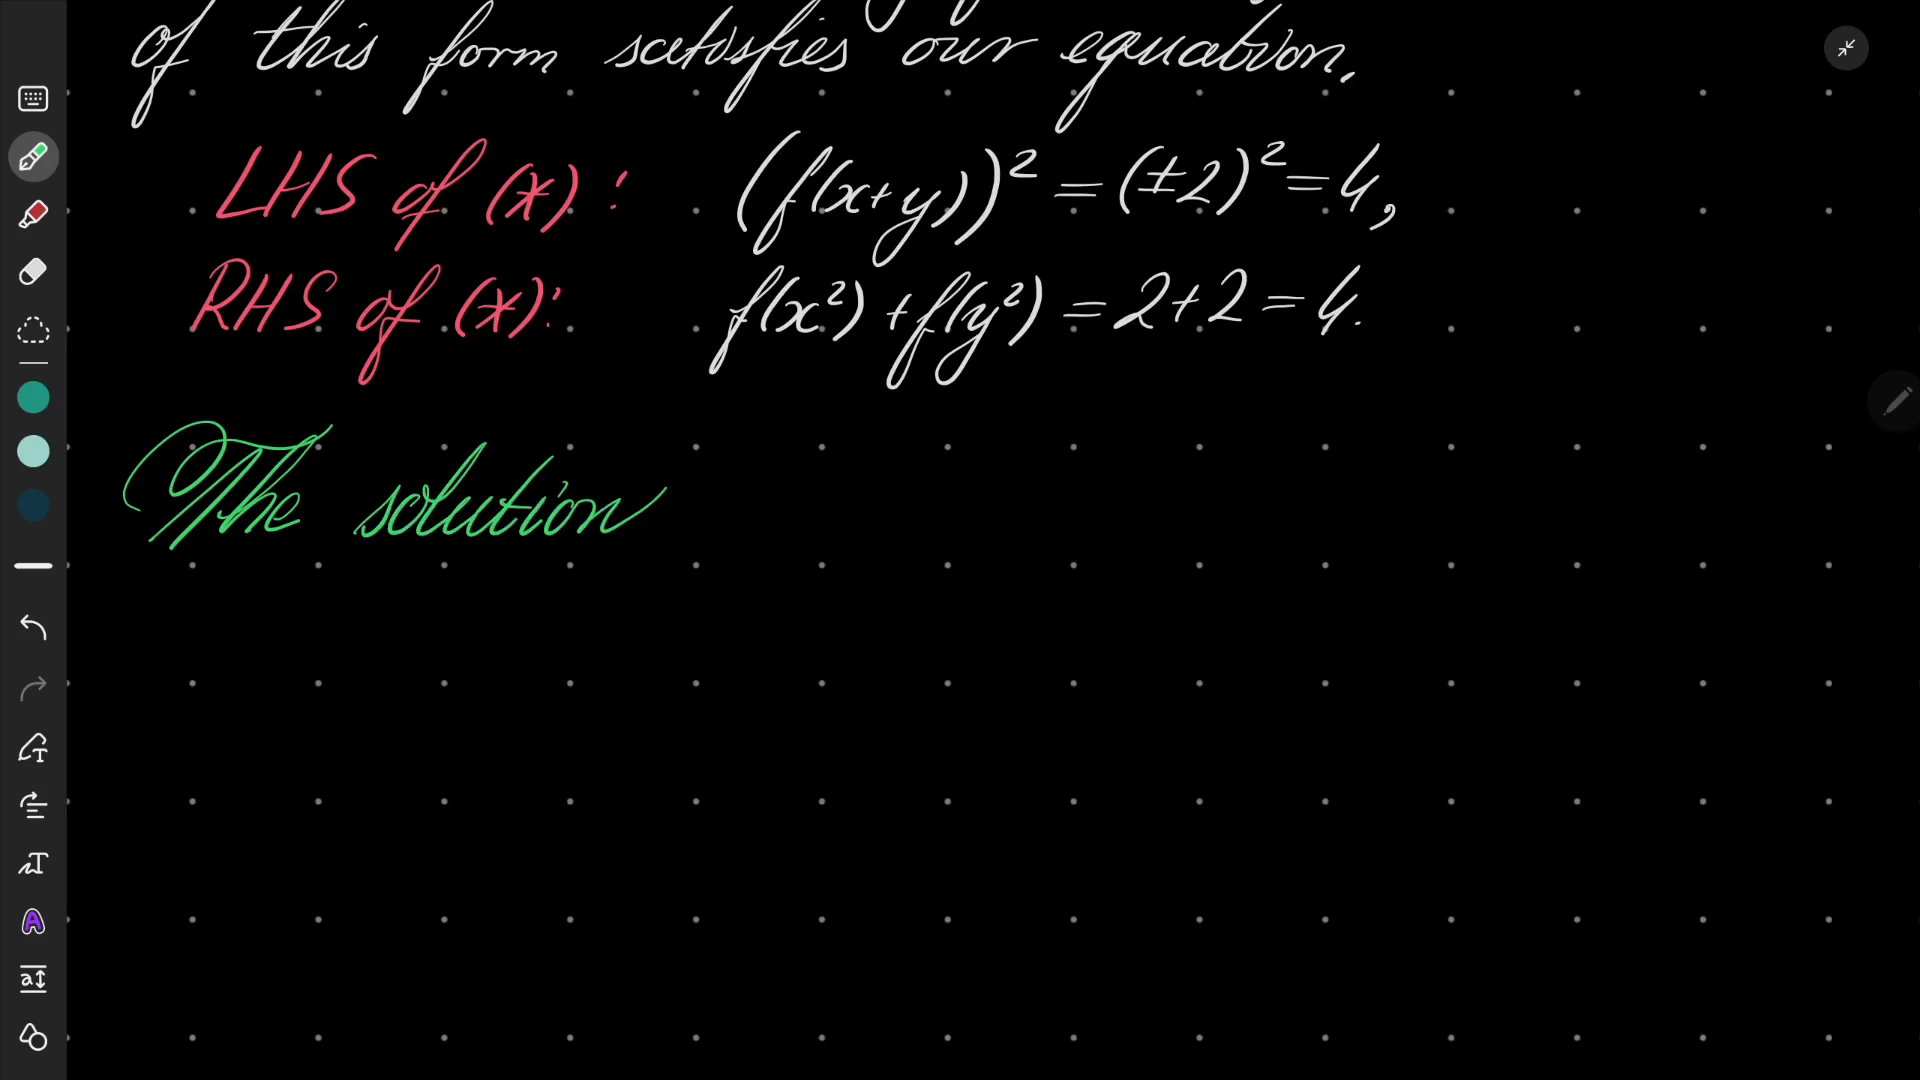 of this form satisfies our equation.
LHS of (*): (f(x+y))² = (±2)² = 4,
RHS of (*): f(x²) + f(y²) = 2+2 = 4.
The solution